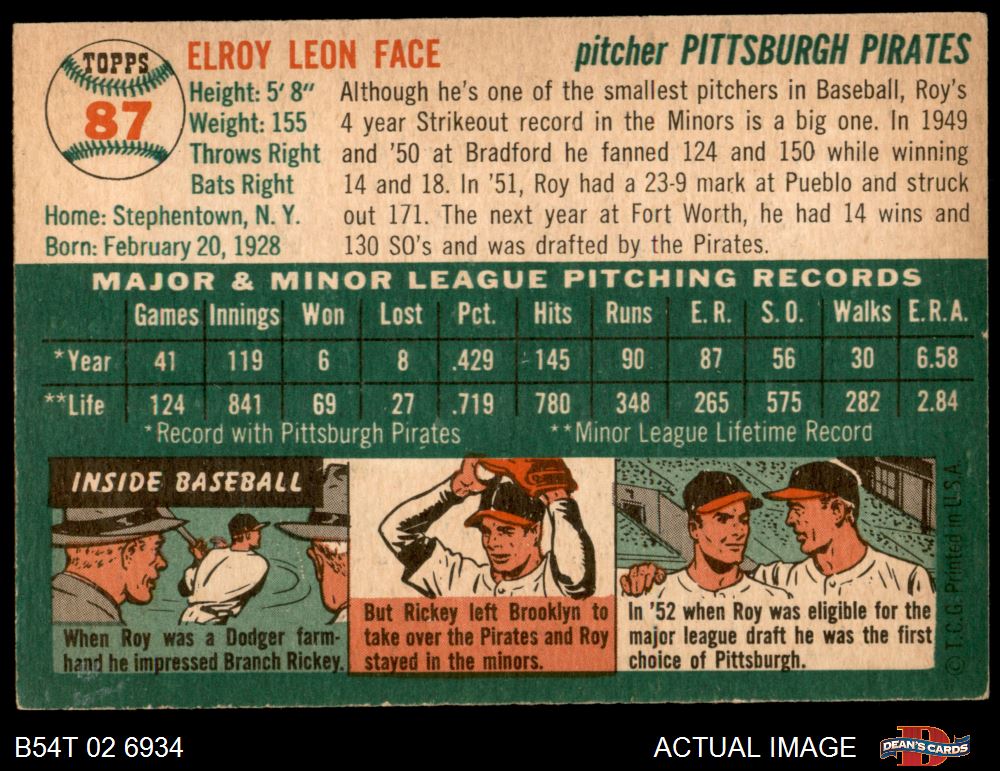 TOPPS
87
ELROY LEON FACE
pitcher PITTSBURGH PIRATES
Height: 5' 8"
Weight: 155
Throws Right
Bats Right
Home: Stephentown, N. Y.
Born: February 20, 1928
Although he's one of the smallest pitchers in Baseball, Roy's
4 year Strikeout record in the Minors is a big one. In 1949
and '50 at Bradford he fanned 124 and 150 while winning
14 and 18. In '51, Roy had a 23-9 mark at Pueblo and struck
out 171. The next year at Fort Worth, he had 14 wins and
130 SO's and was drafted by the Pirates.
MAJOR & MINOR LEAGUE PITCHING RECORDS
Games Innings Won Lost Pct. Hits Runs E. R. S. O. Walks E.R.A.
*Year 41 119 6 8 .429 145 90 87 56 30 6.58
**Life 124 841 69 27 .719 780 348 265 575 282 2.84
*Record with Pittsburgh Pirates **Minor League Lifetime Record
INSIDE BASEBALL
When Roy was a Dodger farm-
hand he impressed Branch Rickey.
But Rickey left Brooklyn to
take over the Pirates and Roy
stayed in the minors.
In '52 when Roy was eligible for the
major league draft he was the first
choice of Pittsburgh.
© T.C.G. Printed in U.S.A.
B54T 02 6934
ACTUAL IMAGE
DEAN'S CARDS